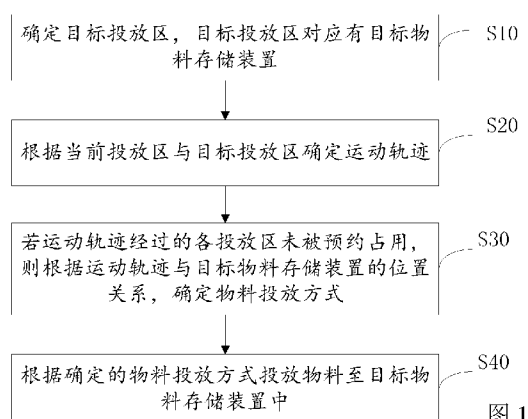 确定目标投放区，目标投放区对应有目标物
料存储装置
S10
根据当前投放区与目标投放区确定运动轨迹
S20
若运动轨迹经过的各投放区未被预约占用，
则根据运动轨迹与目标物料存储装置的位置
关系，确定物料投放方式
S30
根据确定的物料投放方式投放物料至目标物
料存储装置中
S40
图 1